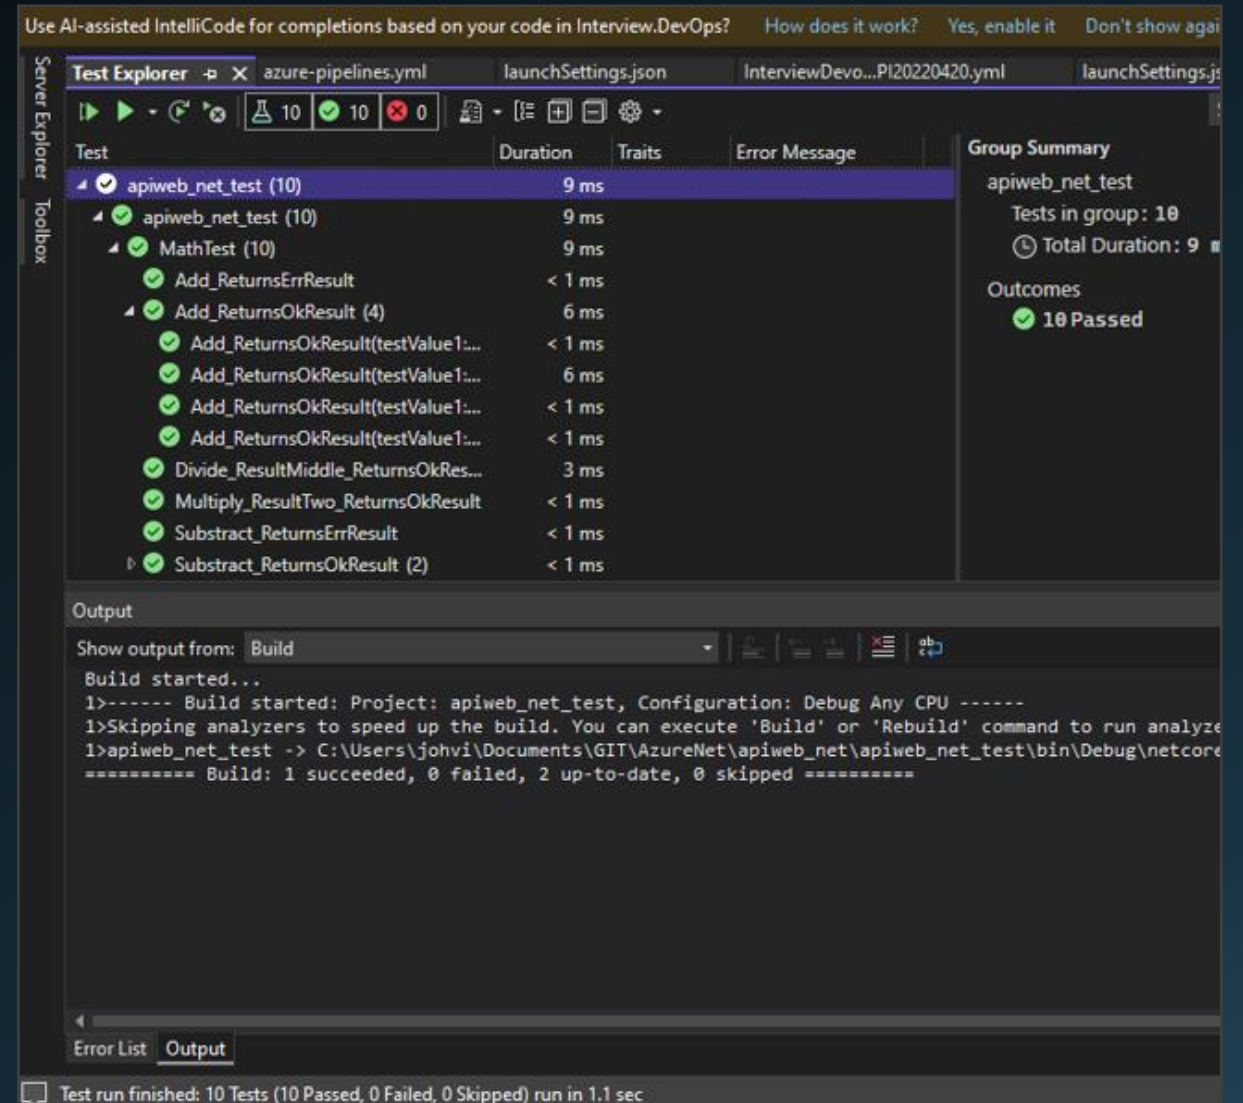 Use AI-assisted IntelliCode for completions based on your code in Interview.DevOps? How does it work? Yes, enable it Don't show agai
Server Explorer
Toolbox
Test Explorer azure-pipelines.yml launchSettings.json InterviewDevo...PI20220420.yml launchSettings.js
10 10 0
Test Duration Traits Error Message
apiweb_net_test (10) 9 ms
apiweb_net_test (10) 9 ms
MathTest (10) 9 ms
Add_ReturnsErrResult < 1 ms
Add_ReturnsOkResult (4) 6 ms
Add_ReturnsOkResult(testValue1:... < 1 ms
Add_ReturnsOkResult(testValue1:... 6 ms
Add_ReturnsOkResult(testValue1:... < 1 ms
Add_ReturnsOkResult(testValue1:... < 1 ms
Divide_ResultMiddle_ReturnsOkRes... 3 ms
Multiply_ResultTwo_ReturnsOkResult < 1 ms
Substract_ReturnsErrResult < 1 ms
Substract_ReturnsOkResult (2) < 1 ms
Group Summary
apiweb_net_test
Tests in group: 10
Total Duration: 9
Outcomes
10 Passed
Output
Show output from: Build
Build started...
1>------ Build started: Project: apiweb_net_test, Configuration: Debug Any CPU ------
1>Skipping analyzers to speed up the build. You can execute 'Build' or 'Rebuild' command to run analyze
1>apiweb_net_test -> C:\Users\johvi\Documents\GIT\AzureNet\apiweb_net\apiweb_net_test\bin\Debug\netcore
========== Build: 1 succeeded, 0 failed, 2 up-to-date, 0 skipped ==========
Error List Output
Test run finished: 10 Tests (10 Passed, 0 Failed, 0 Skipped) run in 1.1 sec